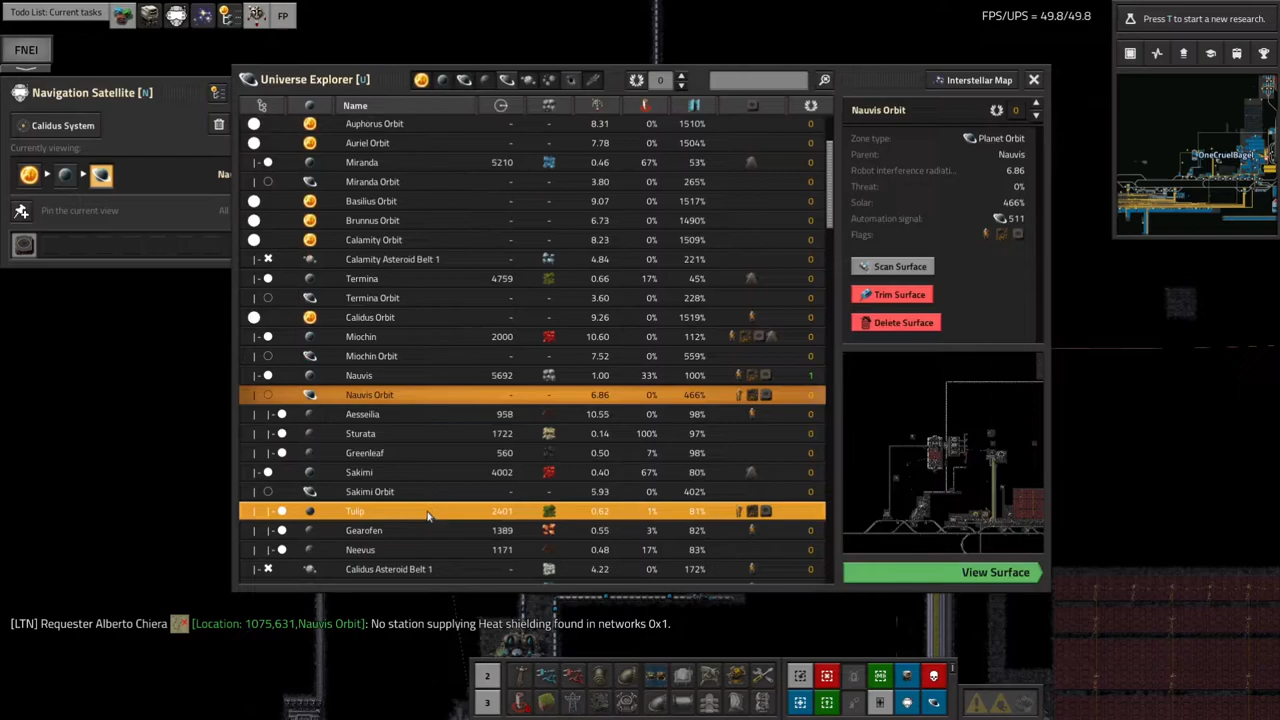 Todo List: Current tasks
FP
FPS/UPS = 49.8/49.8
Press T to start a new research.
FNEI
Navigation Satellite [N]
Calidus System
Currently viewing:
Na
Pin the current view
All
Universe Explorer [U]
0
Interstellar Map
Name
Auphorus Orbit - - 8.31 0% 1510% 0
Auriel Orbit - - 7.78 0% 1504% 0
|- Miranda 5210 0.46 67% 53% 0
| Miranda Orbit - - 3.80 0% 265% 0
Basilius Orbit - - 9.07 0% 1517% 0
Brunnus Orbit - - 6.73 0% 1490% 0
Calamity Orbit - - 8.23 0% 1509% 0
|- Calamity Asteroid Belt 1 - 4.84 0% 221% 0
|- Termina 4759 0.66 17% 45% 0
| Termina Orbit - - 3.60 0% 228% 0
Calidus Orbit - - 9.26 0% 1519% 0
|- Miochin 2000 10.60 0% 112% 0
| Miochin Orbit - - 7.52 0% 559% 0
|- Nauvis 5692 1.00 33% 100% 1
| Nauvis Orbit - - 6.86 0% 466% 0
| |- Aesseilia 958 10.55 0% 98% 0
| |- Sturata 1722 0.14 100% 97% 0
| |- Greenleaf 560 0.50 7% 98% 0
|- Sakimi 4002 0.40 67% 80% 0
| Sakimi Orbit - - 5.93 0% 402% 0
| |- Tulip 2401 0.62 1% 81% 0
| |- Gearofen 1389 0.55 3% 82% 0
| |- Neevus 1171 0.48 17% 83% 0
|- Calidus Asteroid Belt 1 - 4.22 0% 172% 0
Nauvis Orbit 0
Zone type: Planet Orbit
Parent: Nauvis
Robot interference radiati... 6.86
Threat: 0%
Solar: 466%
Automation signal: 511
Flags:
Scan Surface
Trim Surface
Delete Surface
View Surface
OneCruelBagel
[LTN] Requester Alberto Chiera [Location: 1075,631,Nauvis Orbit]: No station supplying Heat shielding found in networks 0x1.
2
3